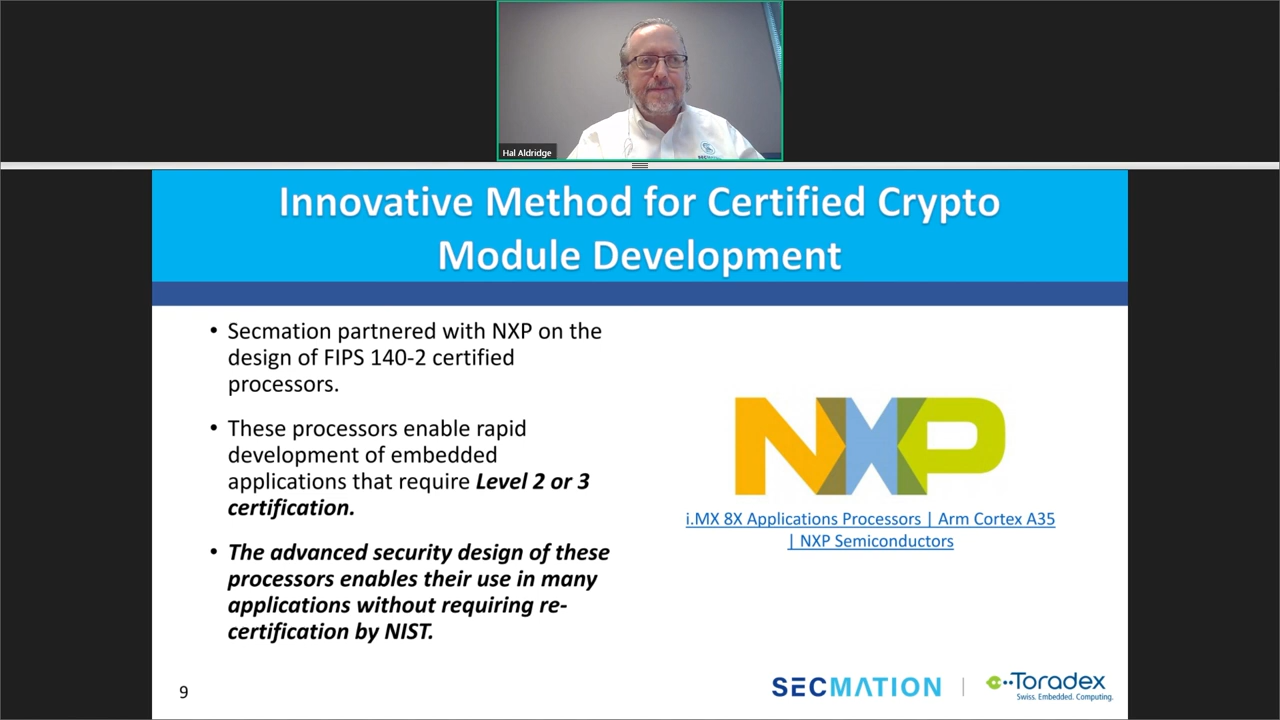 Hal Aldridge
Innovative Method for Certified Crypto
Module Development
• Secmation partnered with NXP on the
design of FIPS 140-2 certified
processors.
• These processors enable rapid
development of embedded
applications that require Level 2 or 3
certification.
• The advanced security design of these
processors enables their use in many
applications without requiring re-
certification by NIST.
NXP
i.MX 8X Applications Processors | Arm Cortex A35
| NXP Semiconductors
9
SECMATION
Toradex
Swiss. Embedded. Computing.